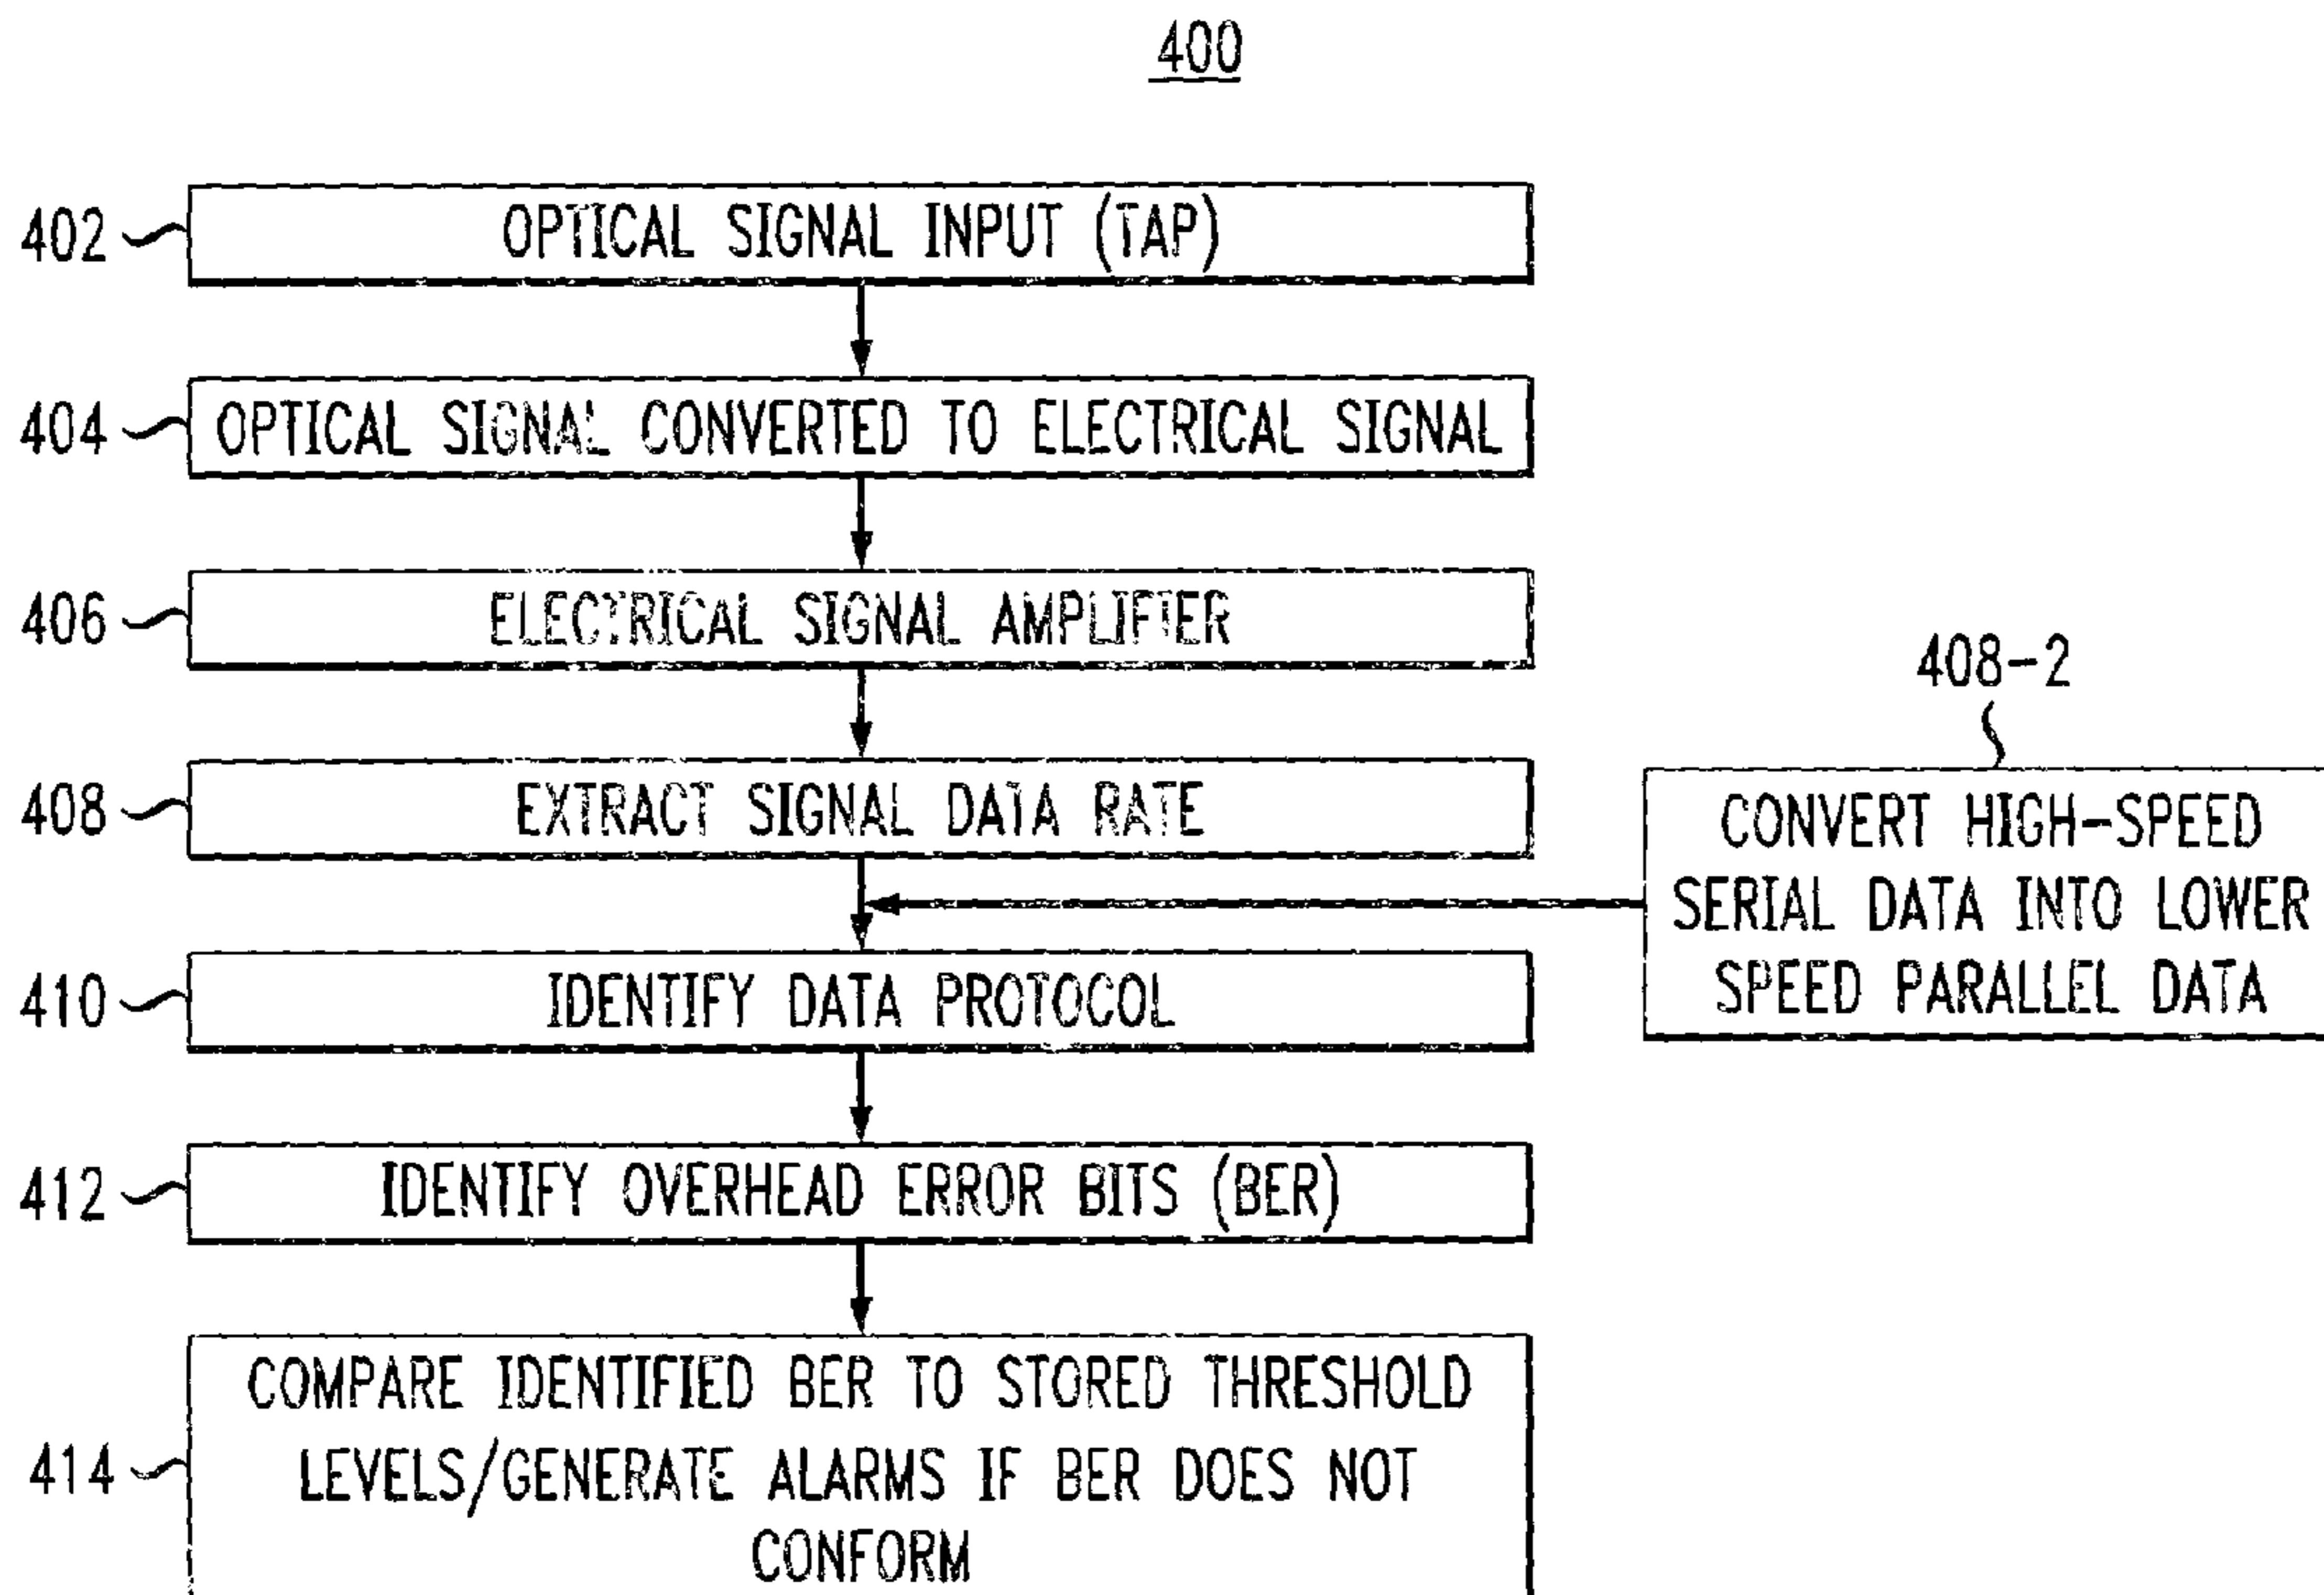 400
402
OPTICAL SIGNAL INPUT (TAP)
404
OPTICAL SIGNAL CONVERTED TO ELECTRICAL SIGNAL
406
ELECTRICAL SIGNAL AMPLIFIER
408
EXTRACT SIGNAL DATA RATE
408-2
CONVERT HIGH-SPEED
SERIAL DATA INTO LOWER
SPEED PARALLEL DATA
410
IDENTIFY DATA PROTOCOL
412
IDENTIFY OVERHEAD ERROR BITS (BER)
414
COMPARE IDENTIFIED BER TO STORED THRESHOLD
LEVELS/GENERATE ALARMS IF BER DOES NOT
CONFORM